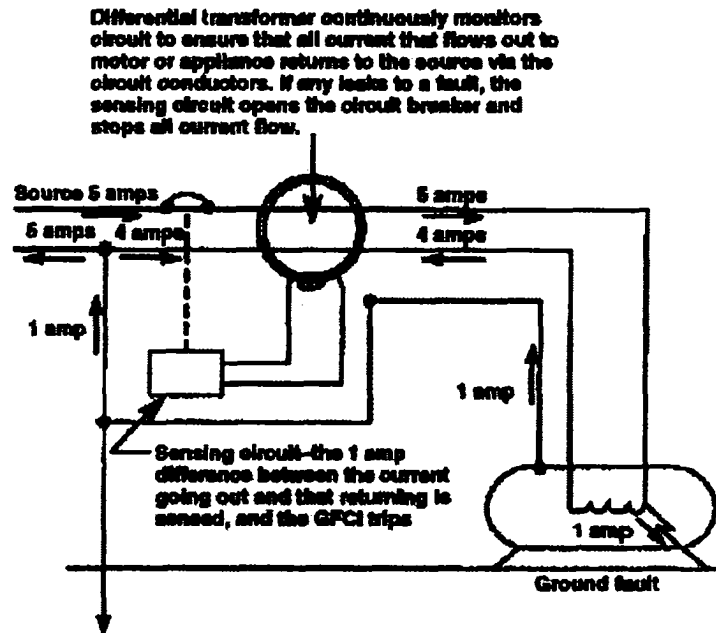 Differential transformer continuously monitors
circuit to ensure that all current that flows out to
motor or appliance returns to the source via the
circuit conductors. If any leaks to a fault, the
sensing circuit opens the circuit breaker and
stops all current flow.
Source 5 amps
5 amps
5 amps
4 amps
4 amps
1 amp
1 amp
Sensing circuit–the 1 amp
difference between the current
going out and that returning is
sensed, and the GFCI trips
1 amp
Ground fault